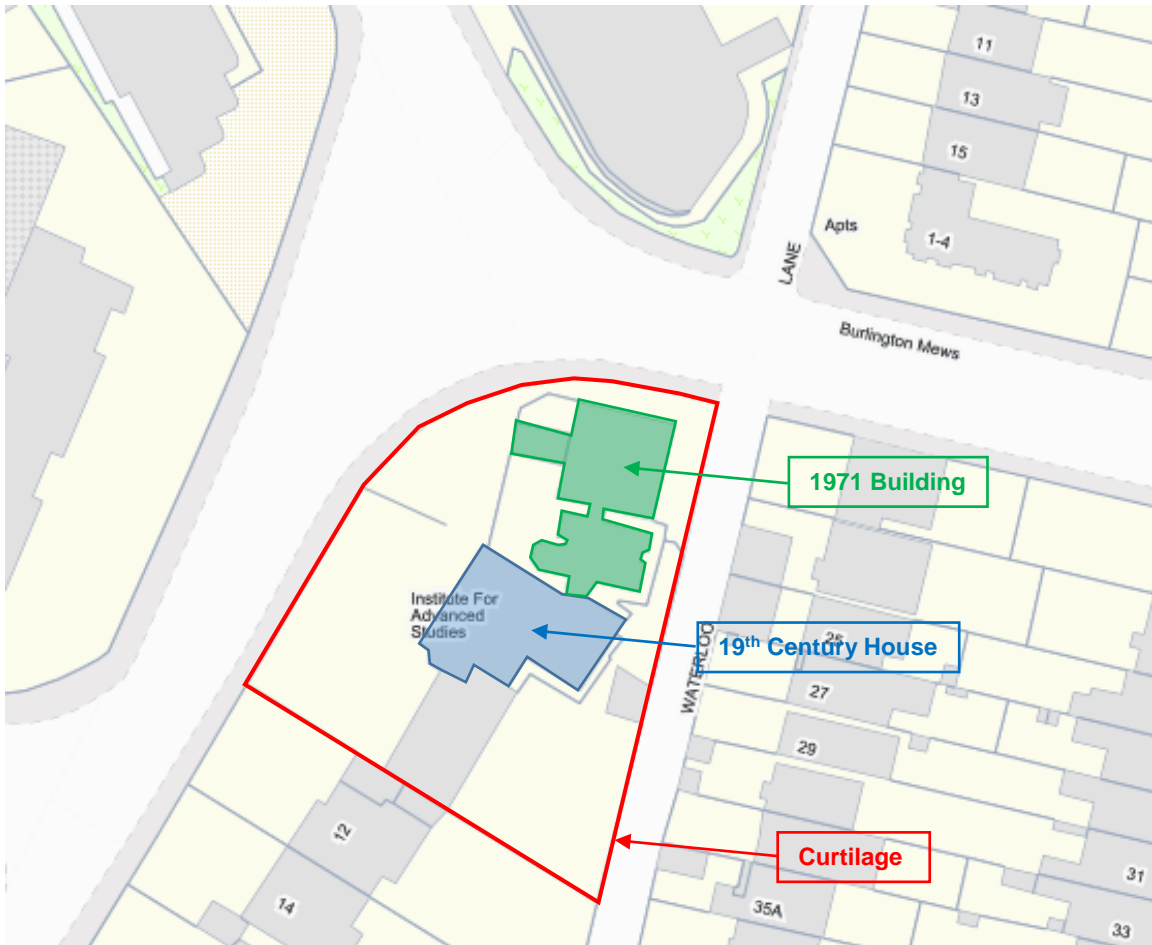 11
13
15
Apts
1-4
LANE
Burlington Mews
1971 Building
Institute For
Advanced
Studies
19th Century House
25
WATERLOO
27
29
12
Curtilage
31
14
35A
33